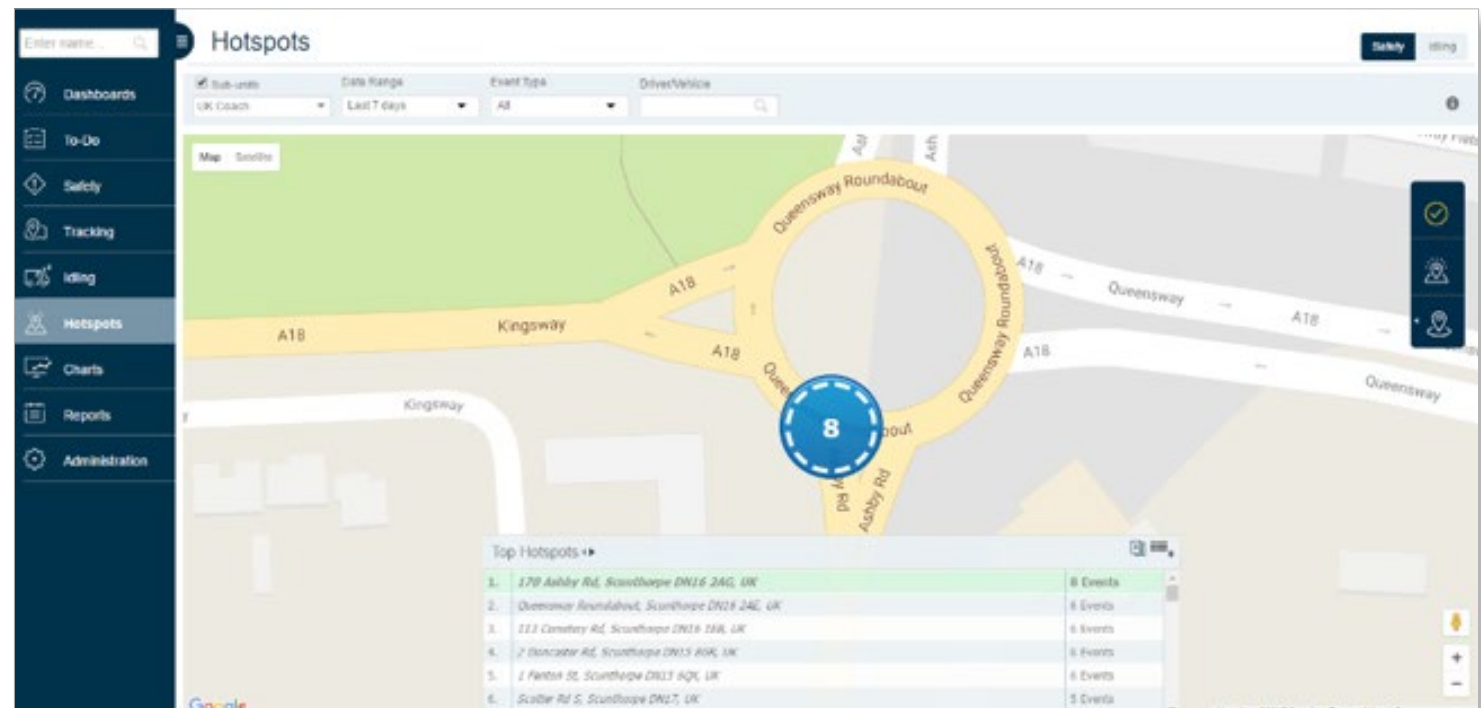 Enter name...
Hotspots
Safety Idling
Sub-units Date Range Event Type Driver/Vehicle
UK Coach Last 7 days All
Dashboards
To-Do
Safety
Tracking
Idling
Hotspots
Charts
Reports
Administration
Map Satellite
Queensway Roundabout
Queensway Roundabout
Queensway Roundabout
A18
A18 Queensway A18
A18 Kingsway
A18
A18
Queensway
Kingsway
8
bout
Ashby Rd
Top Hotspots
1. 170 Ashby Rd, Scunthorpe DN16 2AG, UK 8 Events
2. Queensway Roundabout, Scunthorpe DN16 2AE, UK 6 Events
3. Cemetery Rd, Scunthorpe DN16 UK 6 Events
4. 2 Doncaster Rd, Scunthorpe DN15 UK 6 Events
5. 1 Fenton St, Scunthorpe DN15 6QX, UK 6 Events
6. Scotter Rd S, Scunthorpe DN17, UK 5 Events
Google